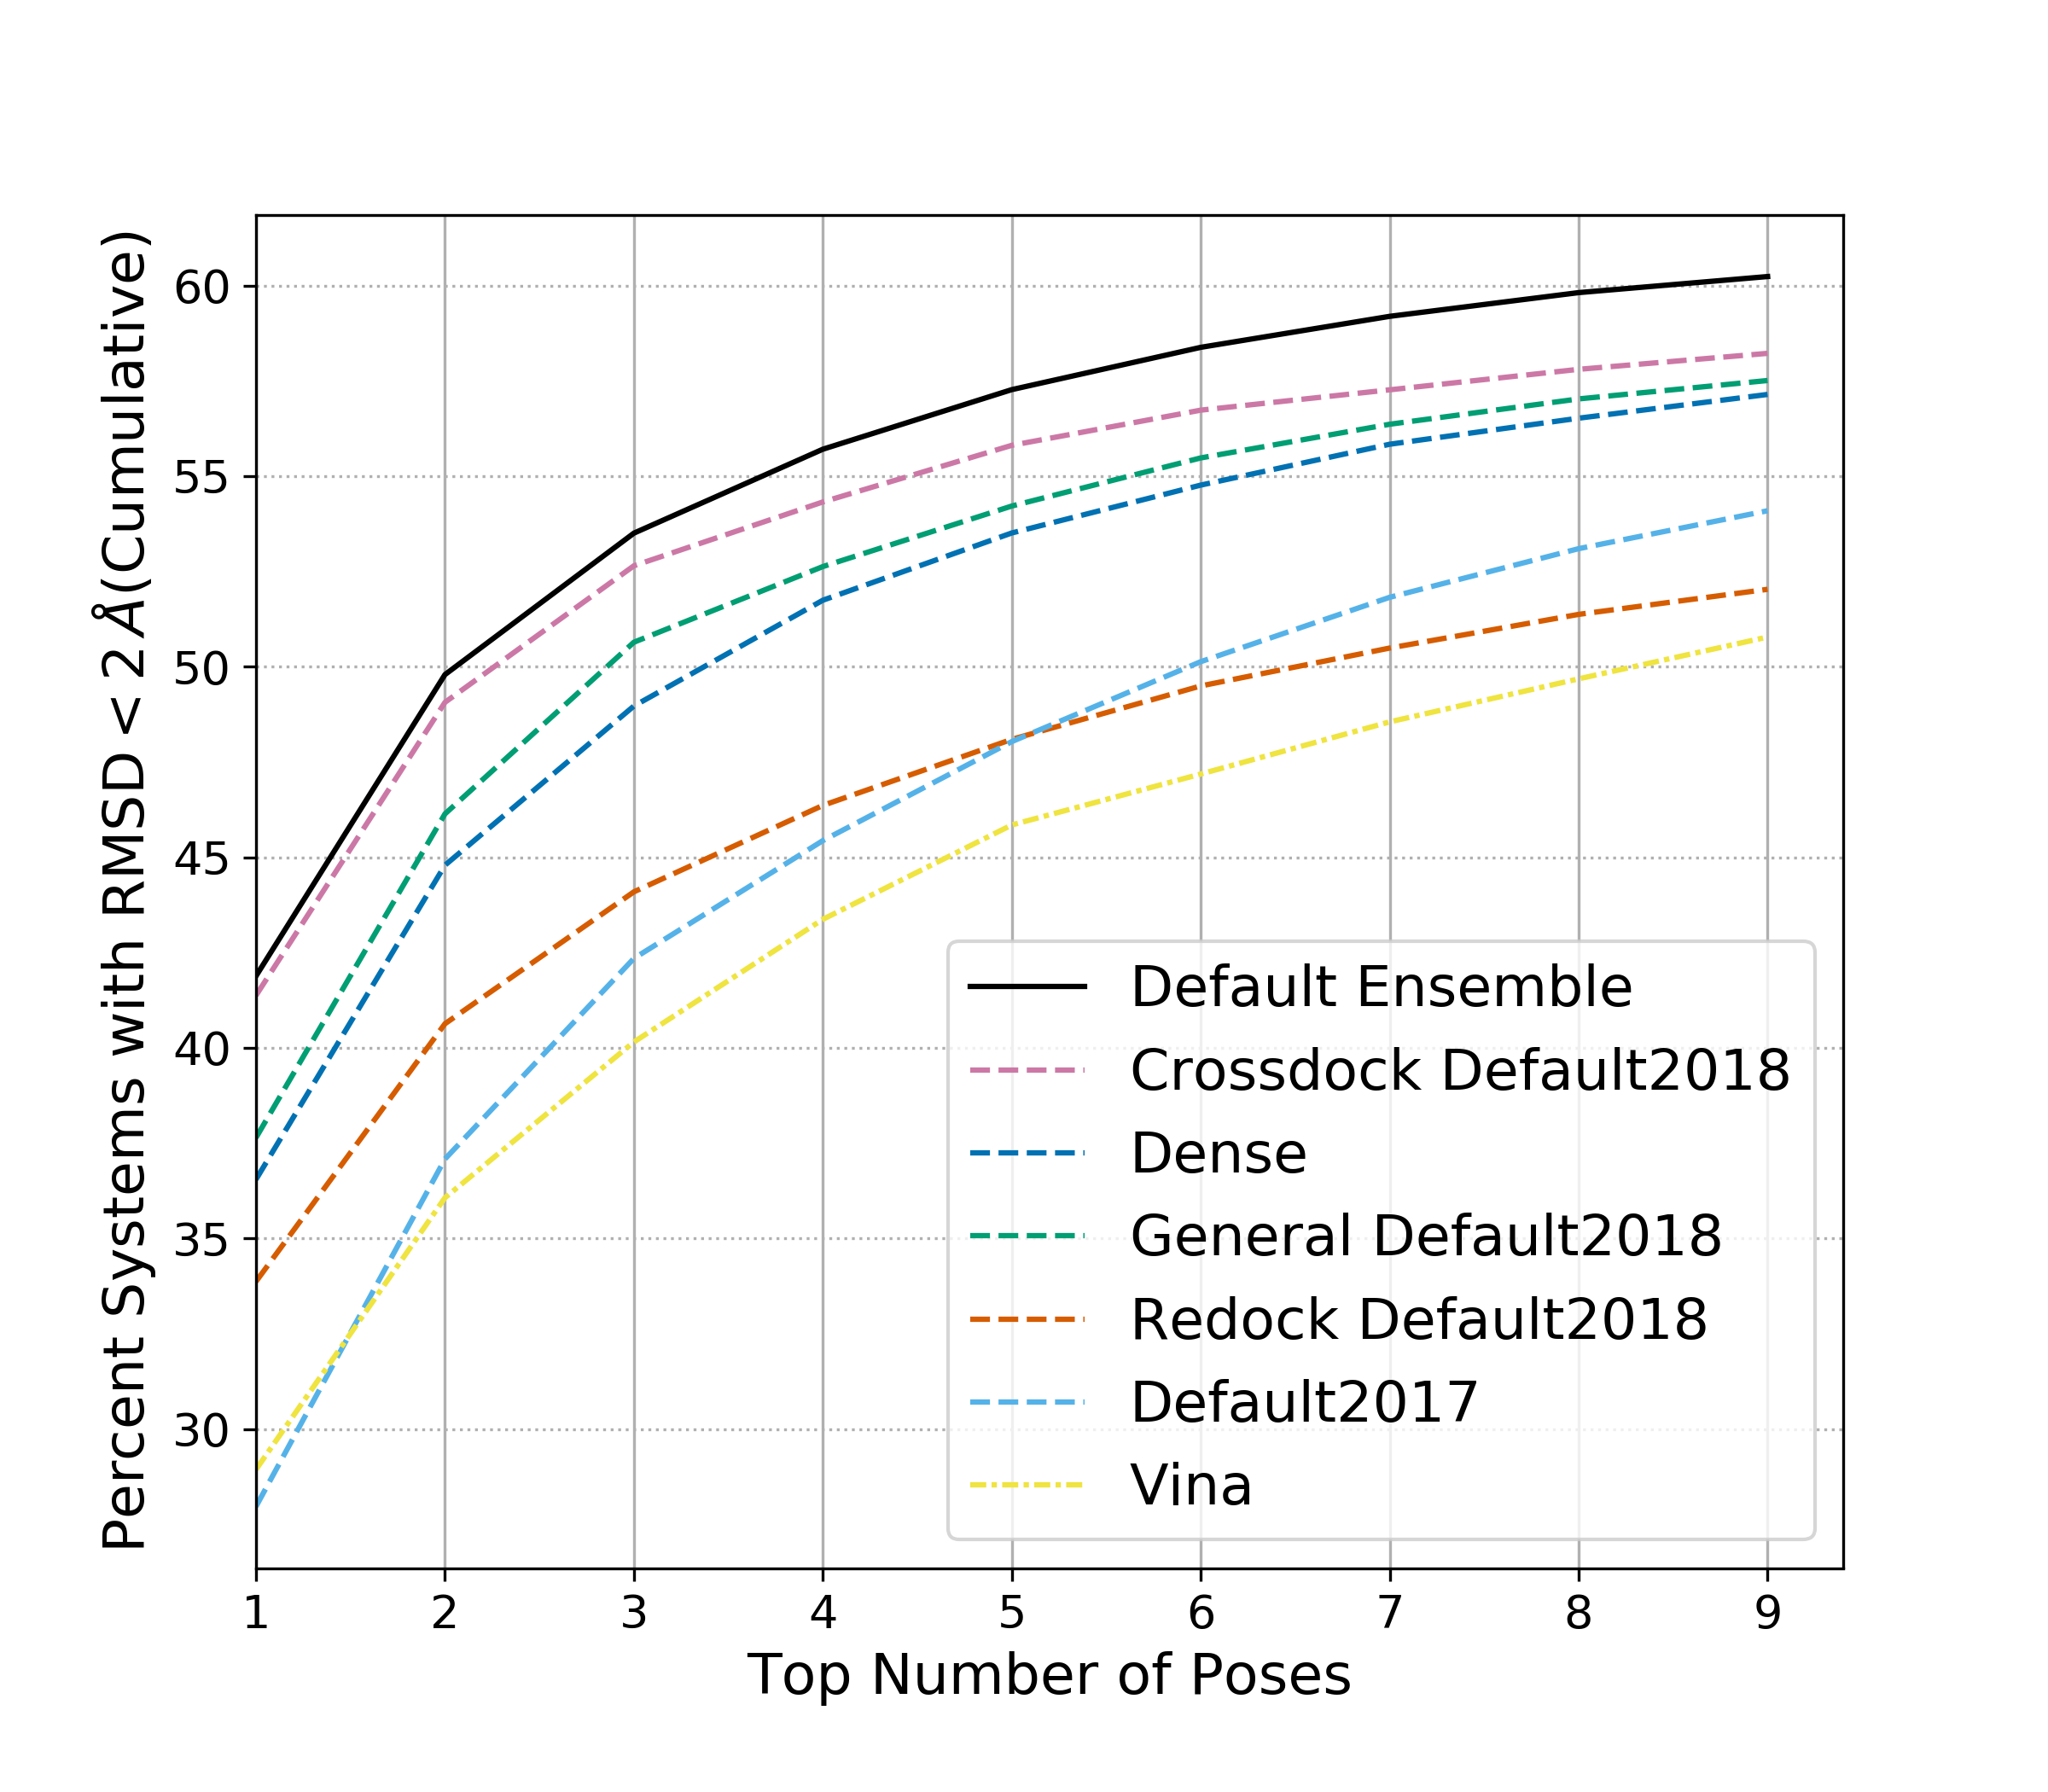 Percent Systems with RMSD < 2 Å(Cumulative)
60
55
50
45
40
35
30
Default Ensemble
Crossdock Default2018
Dense
General Default2018
Redock Default2018
Default2017
Vina
1 2 3 4 5 6 7 8 9
Top Number of Poses